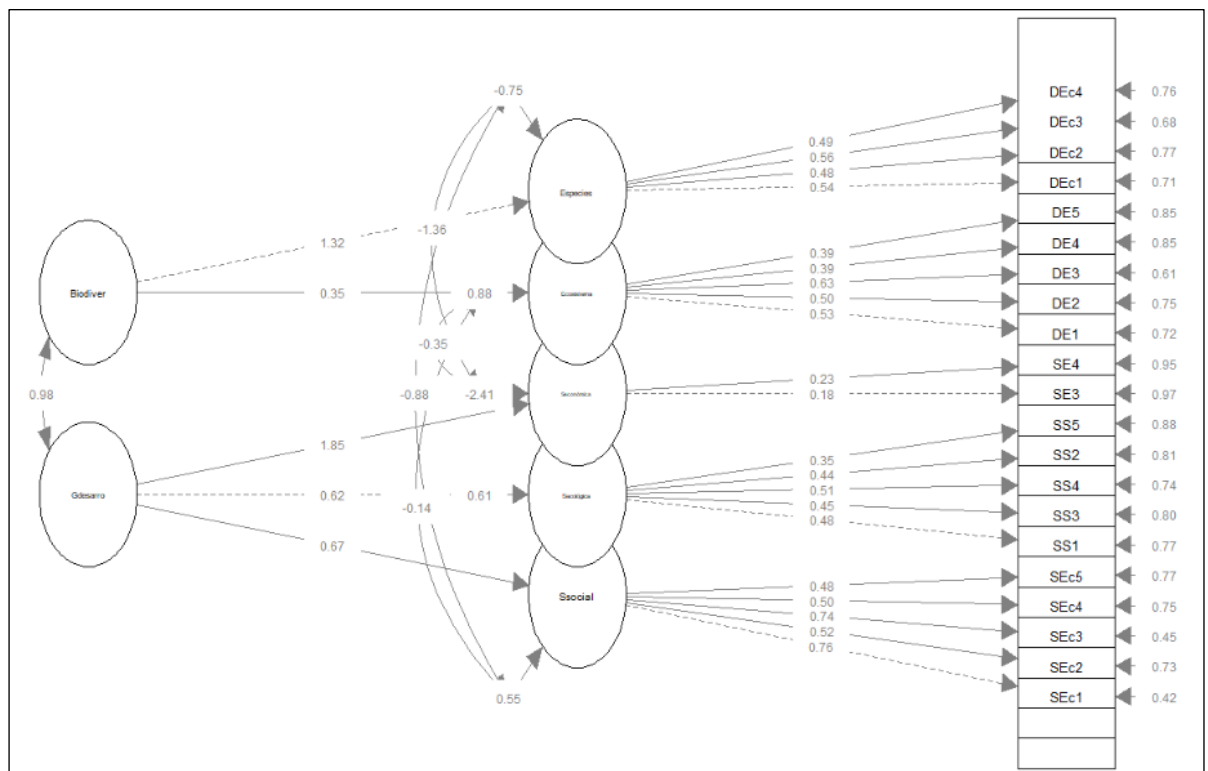 -0.75
Especies
1.32
-1.36
Biodiver
0.35
0.88
-0.35
0.98
-0.88
-2.41
1.85
Gdesarro
0.62
0.61
-0.14
0.67
Ssocial
0.55
0.49
0.56
0.48
0.54
0.39
0.39
0.63
0.50
0.53
0.23
0.18
0.35
0.44
0.51
0.45
0.48
0.48
0.50
0.74
0.52
0.76
DEc4 0.76
DEc3 0.68
DEc2 0.77
DEc1 0.71
DE5 0.85
DE4 0.85
DE3 0.61
DE2 0.75
DE1 0.72
SE4 0.95
SE3 0.97
SS5 0.88
SS2 0.81
SS4 0.74
SS3 0.80
SS1 0.77
SEc5 0.77
SEc4 0.75
SEc3 0.45
SEc2 0.73
SEc1 0.42